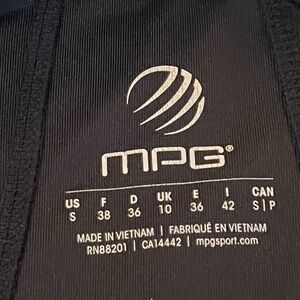 MPG®
US F D UK E I CAN
S 38 36 10 36 42 S|P
MADE IN VIETNAM | FABRIQUÉ EN VIETNAM
RN88201 | CA14442 | mpgsport.com